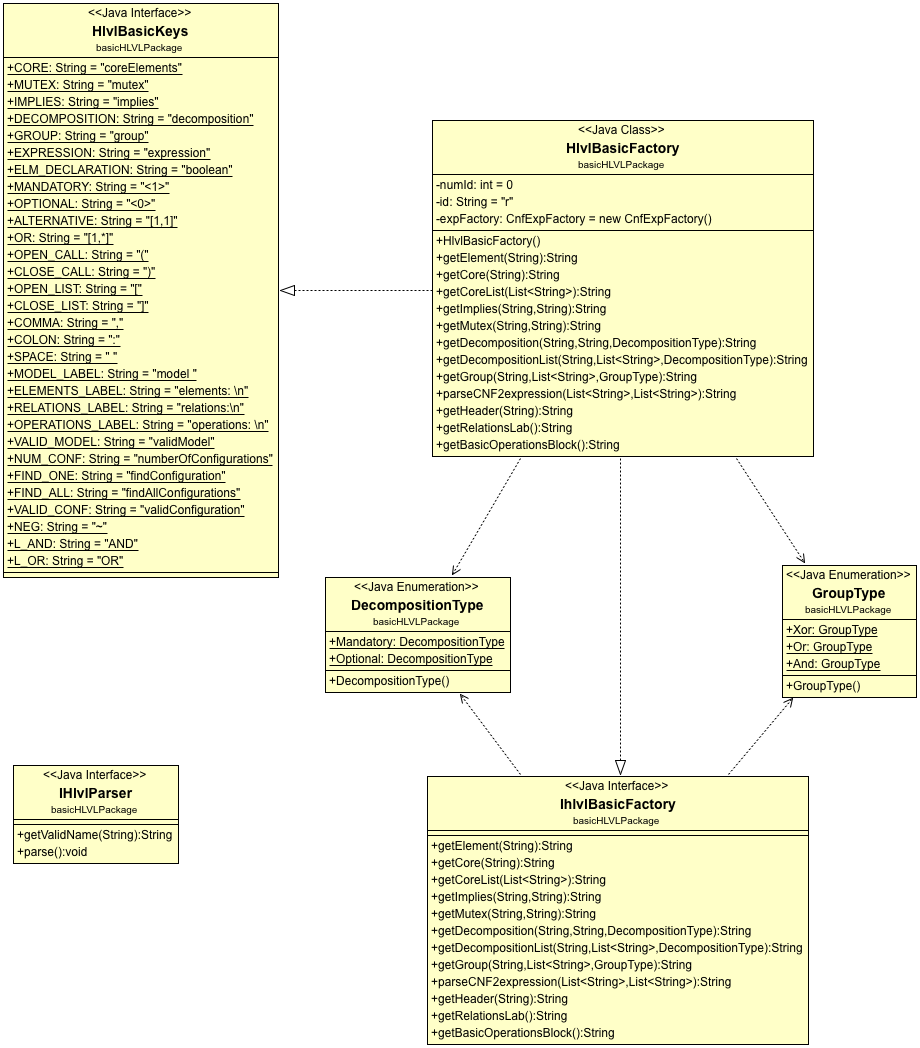 <<Java Interface>>
HlvlBasicKeys
basicHLVLPackage
+CORE: String = "coreElements"
+MUTEX: String = "mutex"
+IMPLIES: String = "implies"
+DECOMPOSITION: String = "decomposition"
+GROUP: String = "group"
+EXPRESSION: String = "expression"
+ELM_DECLARATION: String = "boolean"
+MANDATORY: String = "<1>"
+OPTIONAL: String = "<0>"
+ALTERNATIVE: String = "[1,1]"
+OR: String = "[1,*]"
+OPEN_CALL: String = "("
+CLOSE_CALL: String = ")"
+OPEN_LIST: String = "["
+CLOSE_LIST: String = "]"
+COMMA: String = ","
+COLON: String = ":"
+SPACE: String = " "
+MODEL_LABEL: String = "model "
+ELEMENTS_LABEL: String = "elements: \n"
+RELATIONS_LABEL: String = "relations:\n"
+OPERATIONS_LABEL: String = "operations: \n"
+VALID_MODEL: String = "validModel"
+NUM_CONF: String = "numberOfConfigurations"
+FIND_ONE: String = "findConfiguration"
+FIND_ALL: String = "findAllConfigurations"
+VALID_CONF: String = "validConfiguration"
+NEG: String = "~"
+L_AND: String = "AND"
+L_OR: String = "OR"
<<Java Class>>
HlvlBasicFactory
basicHLVLPackage
-numId: int = 0
-id: String = "r"
-expFactory: CnfExpFactory = new CnfExpFactory()
+HlvlBasicFactory()
+getElement(String):String
+getCore(String):String
+getCoreList(List<String>):String
+getImplies(String,String):String
+getMutex(String,String):String
+getDecomposition(String,String,DecompositionType):String
+getDecompositionList(String,List<String>,DecompositionType):String
+getGroup(String,List<String>,GroupType):String
+parseCNF2expression(List<String>,List<String>):String
+getHeader(String):String
+getRelationsLab():String
+getBasicOperationsBlock():String
<<Java Enumeration>>
DecompositionType
basicHLVLPackage
+Mandatory: DecompositionType
+Optional: DecompositionType
+DecompositionType()
<<Java Enumeration>>
GroupType
basicHLVLPackage
+Xor: GroupType
+Or: GroupType
+And: GroupType
+GroupType()
<<Java Interface>>
IHlvlParser
basicHLVLPackage
+getValidName(String):String
+parse():void
<<Java Interface>>
IhlvlBasicFactory
basicHLVLPackage
+getElement(String):String
+getCore(String):String
+getCoreList(List<String>):String
+getImplies(String,String):String
+getMutex(String,String):String
+getDecomposition(String,String,DecompositionType):String
+getDecompositionList(String,List<String>,DecompositionType):String
+getGroup(String,List<String>,GroupType):String
+parseCNF2expression(List<String>,List<String>):String
+getHeader(String):String
+getRelationsLab():String
+getBasicOperationsBlock():String